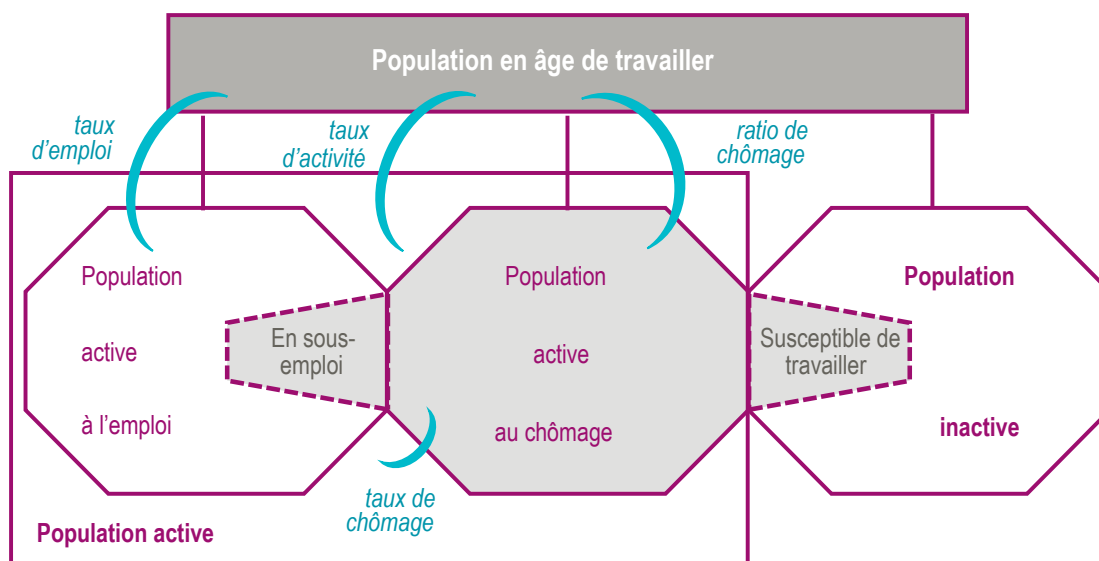 Population en âge de travailler
taux
d’emploi
taux
d’activité
ratio de
chômage
Population
active
à l’emploi
En sous-
emploi
Population
active
au chômage
Susceptible de
travailler
Population
inactive
taux de
chômage
Population active